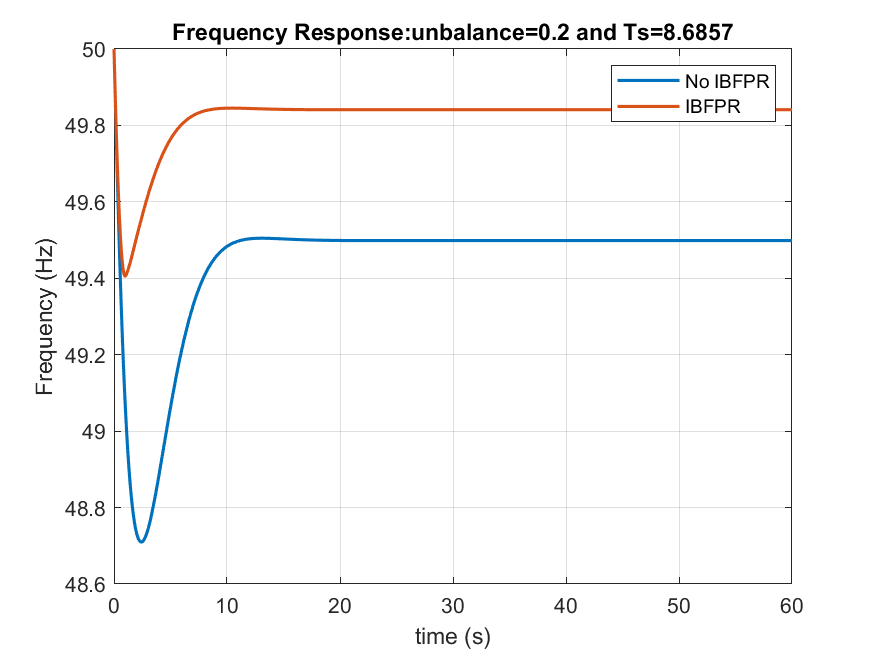 Frequency Response:unbalance=0.2 and Ts=8.6857
50
49.8
49.6
49.4
49.2
49
48.8
48.6
Frequency (Hz)
No IBFPR
IBFPR
0 10 20 30 40 50 60
time (s)